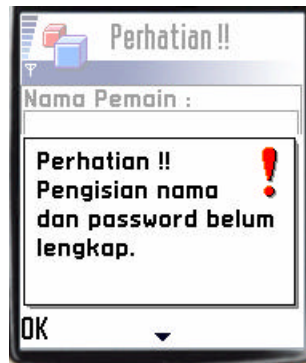 Perhatian !!
Nama Pemain :
Perhatian !!
Pengisian nama
dan password belum
lengkap.
OK